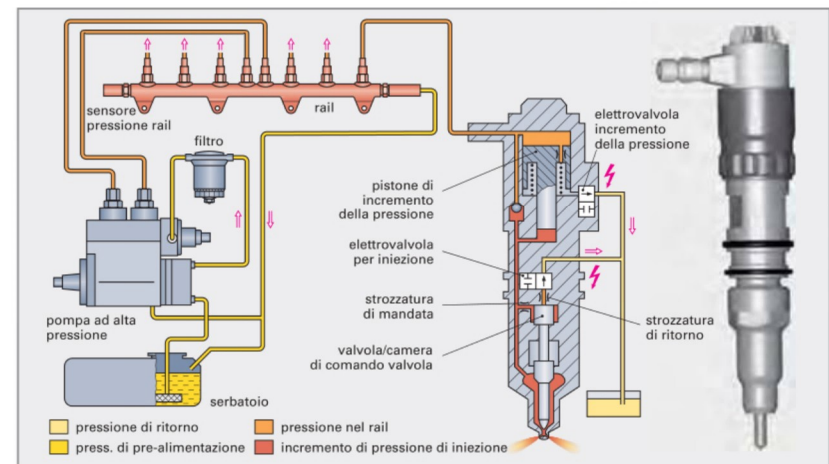 sensore
pressione rail
rail
filtro
elettrovalvola
incremento
della pressione
pistone di
incremento
della pressione
elettrovalvola
per iniezione
strozzatura
di mandata
strozzatura
di ritorno
pompa ad alta
pressione
valvola/camera
di comando valvola
serbatoio
pressione di ritorno
pressione nel rail
press. di pre-alimentazione
incremento di pressione di iniezione